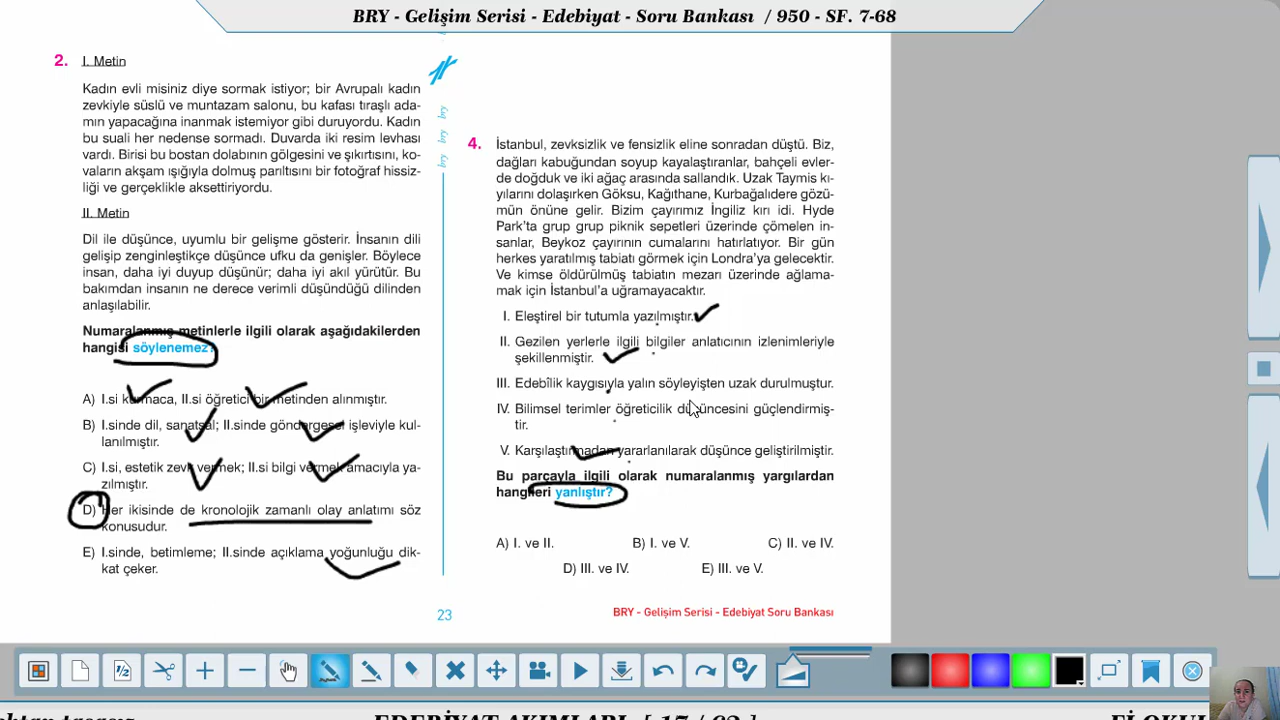 BRY - Gelişim Serisi - Edebiyat - Soru Bankası / 950 - SF. 7-68
2. I. Metin
Kadın evli misiniz diye sormak istiyor; bir Avrupalı kadın
zevkiyle süslü ve muntazam salonu, bu kafası tıraşlı ada-
mın yapacağına inanmak istemiyor gibi duruyordu. Kadın
bu suali her nedense sormadı. Duvarda iki resim levhası
vardı. Birisi bu bostan dolabının gölgesini ve şıkırtısını, ko-
vaların akşam ışığıyla dolmuş parıltısını bir fotoğraf hissiz-
liği ve gerçeklikle aksettiriyordu.
II. Metin
Dil ile düşünce, uyumlu bir gelişme gösterir. İnsanın dili
gelişip zenginleştikçe düşünce ufku da genişler. Böylece
insan, daha iyi duyup düşünür; daha iyi akıl yürütür. Bu
bakımdan insanın ne derece verimli düşündüğü dilinden
anlaşılabilir.
Numaralanmış metinlerle ilgili olarak aşağıdakilerden
hangisi söylenemez?
A) I.si kurmaca, II.si öğretici bir metinden alınmıştır.
B) I.sinde dil, sanatsal; II.sinde göndergesel işleviyle kul-
lanılmıştır.
C) I.si, estetik zevk vermek; II.si bilgi vermek amacıyla ya-
zılmıştır.
D) Her ikisinde de kronolojik zamanlı olay anlatımı söz
konusudur.
E) I.sinde, betimleme; II.sinde açıklama yoğunluğu dik-
kat çeker.
bry bry bry
4. İstanbul, zevksizlik ve fensizlik eline sonradan düştü. Biz,
dağları kabuğundan soyup kayalaştıranlar, bahçeli evler-
de doğduk ve iki ağaç arasında sallandık. Uzak Taymis kı-
yılarını dolaşırken Göksu, Kağıthane, Kurbağalıdere gözü-
mün önüne gelir. Bizim çayırımız İngiliz kırı idi. Hyde
Park'ta grup grup piknik sepetleri üzerinde çömelen in-
sanlar, Beykoz çayırının cumalarını hatırlatıyor. Bir gün
herkes yaratılmış tabiatı görmek için Londra'ya gelecektir.
Ve kimse öldürülmüş tabiatın mezarı üzerinde ağlama-
mak için İstanbul'a uğramayacaktır.
I. Eleştirel bir tutumla yazılmıştır.
II. Gezilen yerlerle ilgili bilgiler anlatıcının izlenimleriyle
şekillenmiştir.
III. Edebîlik kaygısıyla yalın söyleyişten uzak durulmuştur.
IV. Bilimsel terimler öğreticilik düşüncesini güçlendirmiş-
tir.
V. Karşılaştırmadan yararlanılarak düşünce geliştirilmiştir.
Bu parçayla ilgili olarak numaralanmış yargılardan
hangileri yanlıştır?
A) I. ve II. B) I. ve V. C) II. ve IV.
D) III. ve IV. E) III. ve V.
23
BRY - Gelişim Serisi - Edebiyat Soru Bankası
1/2
EDEBİYAT AKIMLARI [ 17 / 62 ]